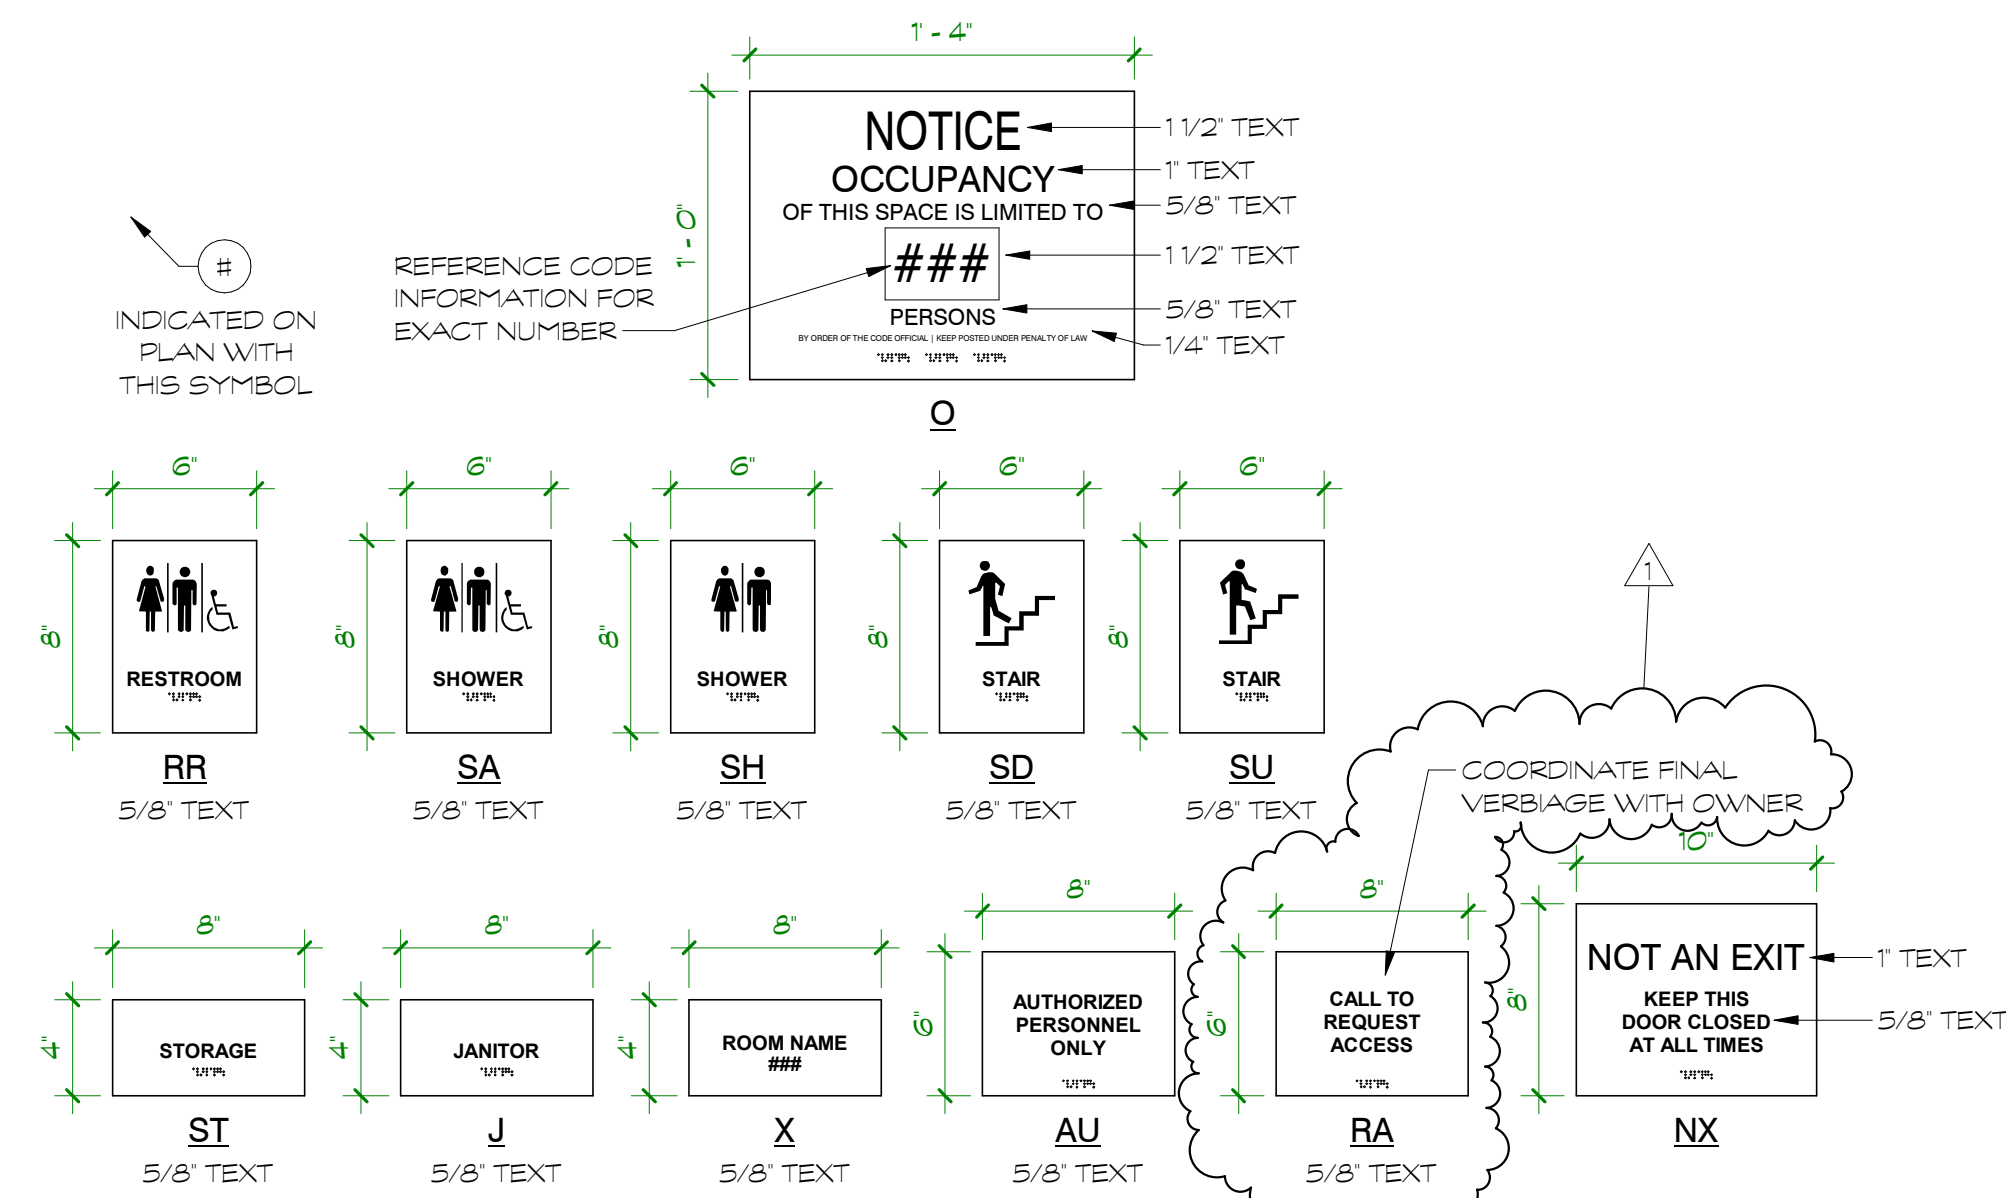 1' - 4"
1' - 0"
NOTICE
OCCUPANCY
OF THIS SPACE IS LIMITED TO
###
PERSONS
BY ORDER OF THE CODE OFFICIAL | KEEP POSTED UNDER PENALTY OF LAW
1 1/2" TEXT
1" TEXT
5/8" TEXT
1 1/2" TEXT
5/8" TEXT
1/4" TEXT
REFERENCE CODE
INFORMATION FOR
EXACT NUMBER
O
#
INDICATED ON
PLAN WITH
THIS SYMBOL
6"
8"
RESTROOM
RR
5/8" TEXT
6"
8"
SHOWER
SA
5/8" TEXT
6"
8"
SHOWER
SH
5/8" TEXT
6"
8"
STAIR
SD
5/8" TEXT
6"
8"
STAIR
SU
5/8" TEXT
1
COORDINATE FINAL
VERBIAGE WITH OWNER
8"
4"
STORAGE
ST
5/8" TEXT
8"
4"
JANITOR
J
5/8" TEXT
8"
4"
ROOM NAME
###
X
5/8" TEXT
8"
6"
AUTHORIZED
PERSONNEL
ONLY
AU
5/8" TEXT
8"
6"
CALL TO
REQUEST
ACCESS
RA
5/8" TEXT
10"
8"
NOT AN EXIT
KEEP THIS
DOOR CLOSED
AT ALL TIMES
1" TEXT
5/8" TEXT
NX